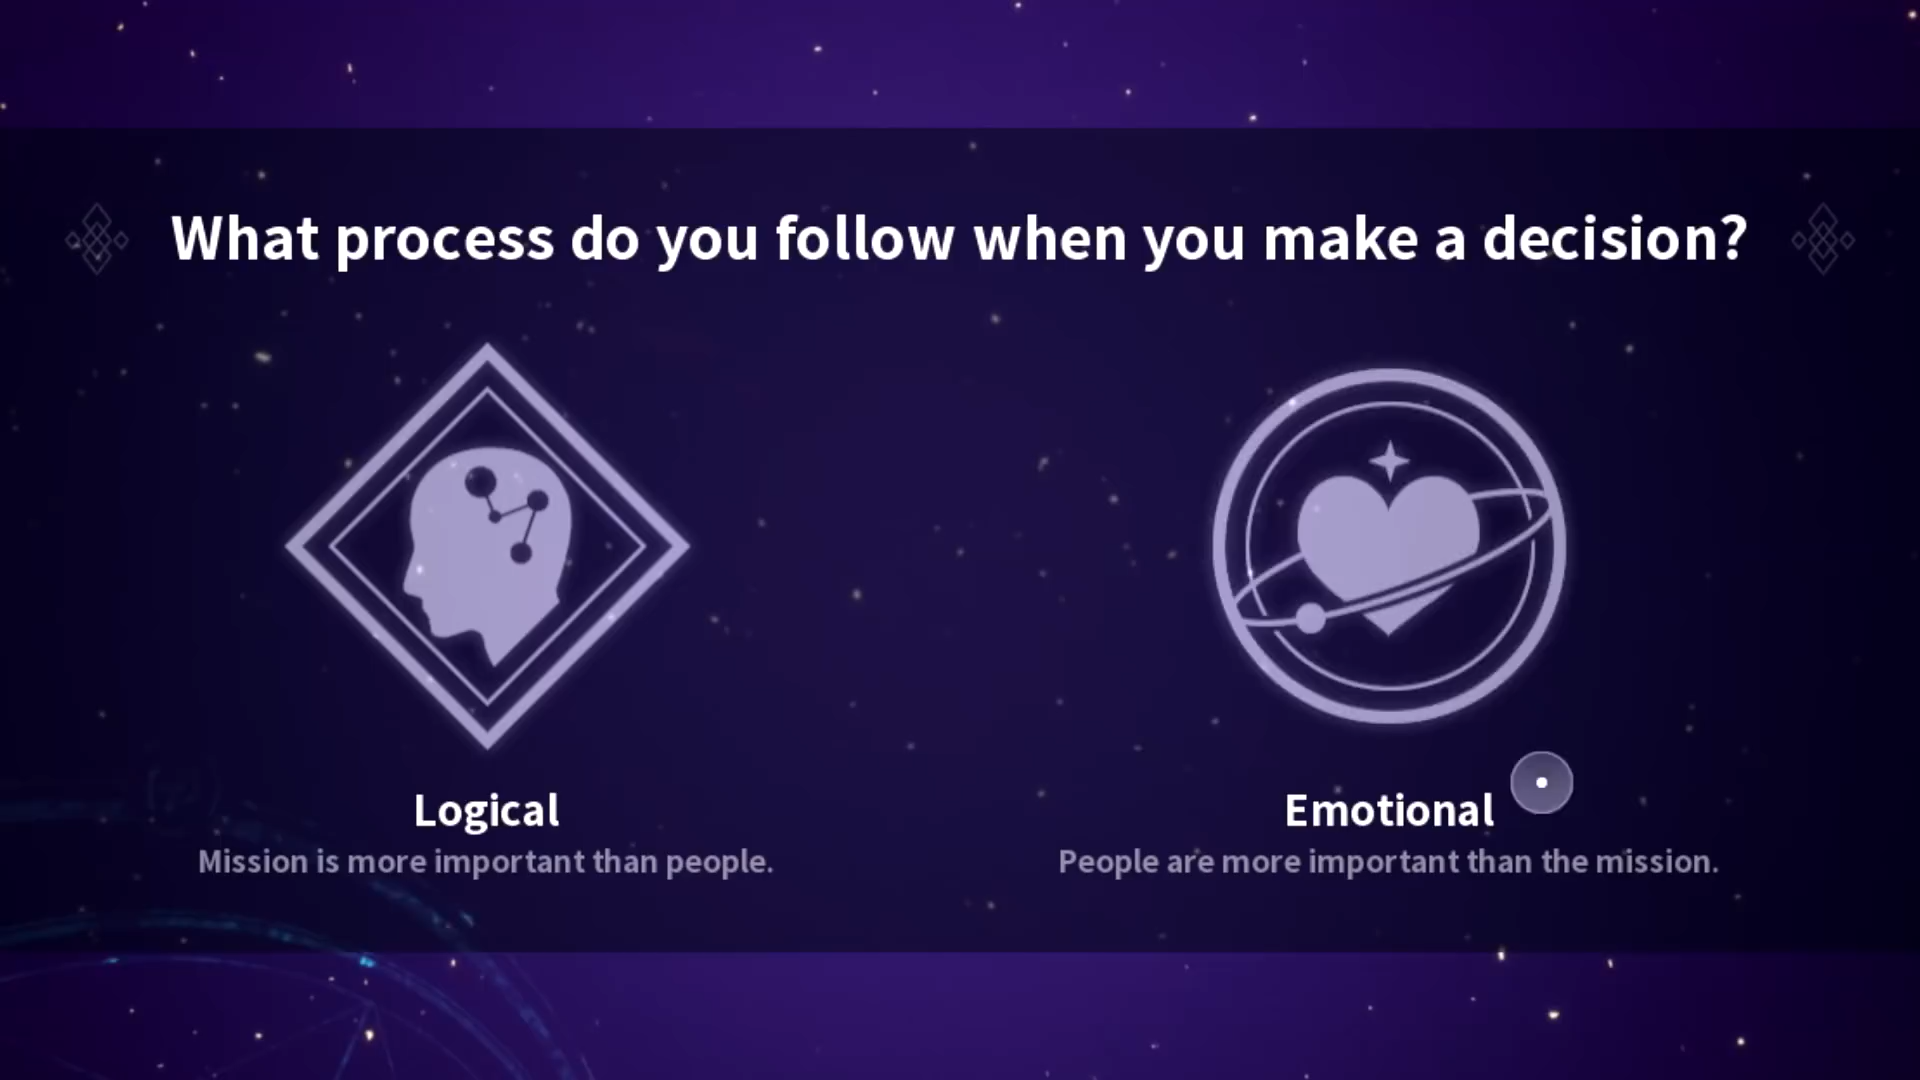 What process do you follow when you make a decision?
Logical
Mission is more important than people.
Emotional
People are more important than the mission.